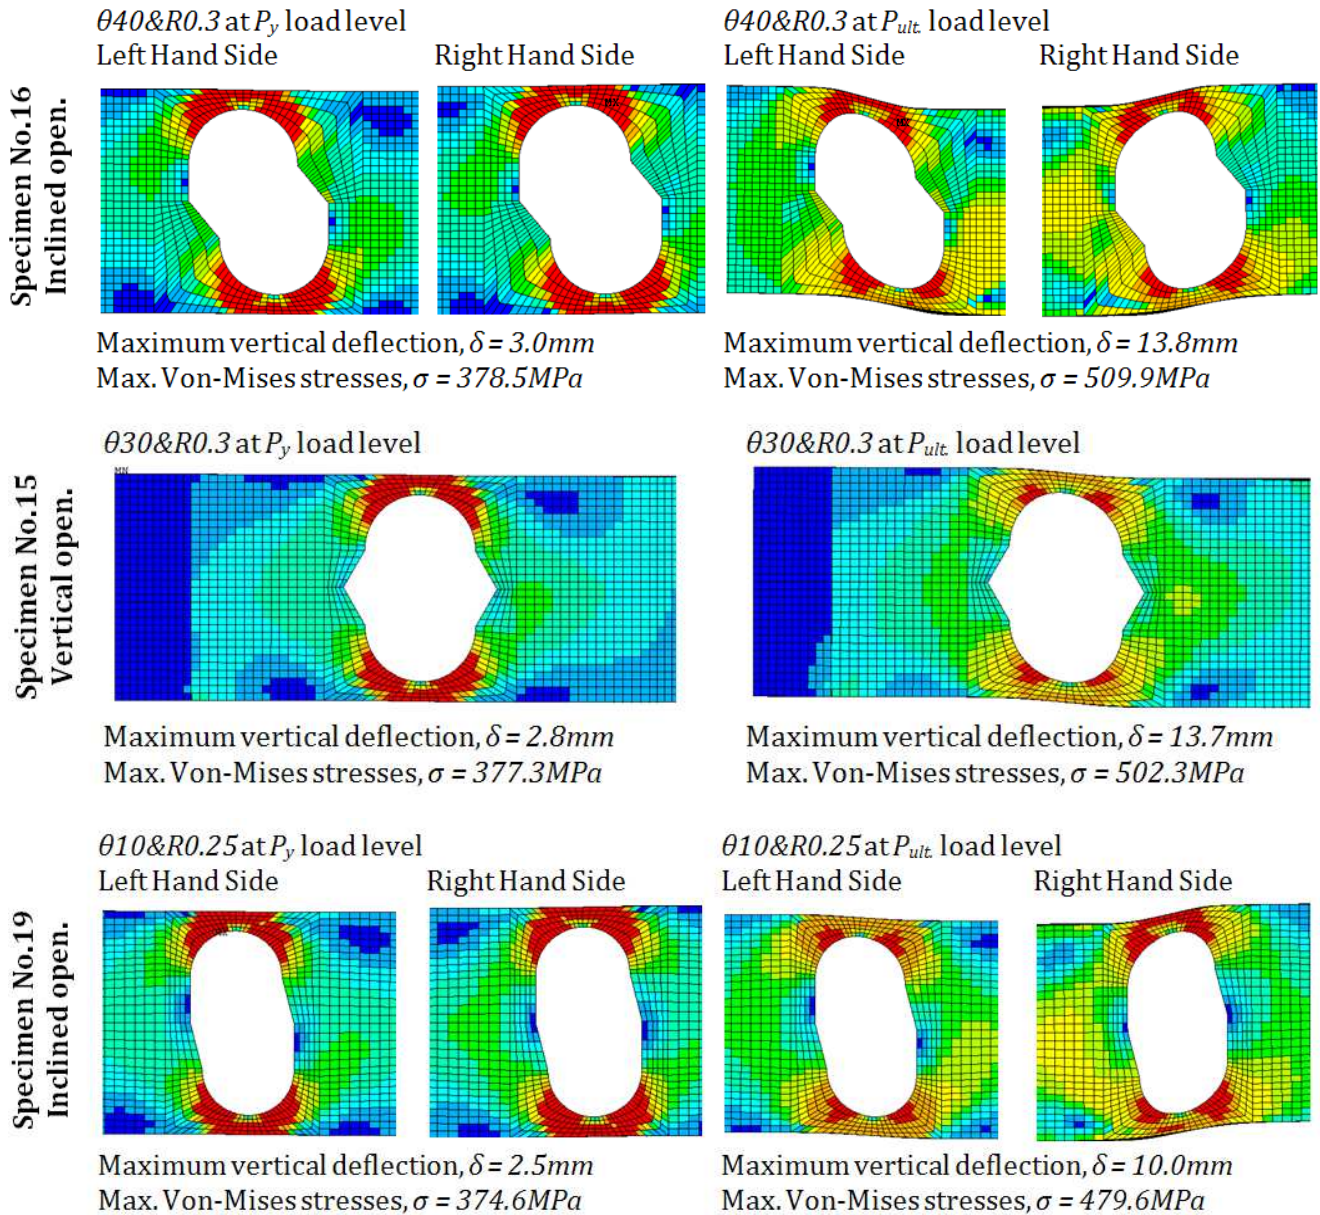 θ40&R0.3 at Py load level
Left Hand Side
Right Hand Side
θ40&R0.3 at Pult. load level
Left Hand Side
Right Hand Side
Specimen No.16
Inclined open.
MX
MX
Maximum vertical deflection, δ = 3.0mm
Max. Von-Mises stresses, σ = 378.5MPa
Maximum vertical deflection, δ = 13.8mm
Max. Von-Mises stresses, σ = 509.9MPa
θ30&R0.3 at Py load level
θ30&R0.3 at Pult. load level
Specimen No.15
Vertical open.
MN
Maximum vertical deflection, δ = 2.8mm
Max. Von-Mises stresses, σ = 377.3MPa
Maximum vertical deflection, δ = 13.7mm
Max. Von-Mises stresses, σ = 502.3MPa
θ10&R0.25 at Py load level
Left Hand Side
Right Hand Side
θ10&R0.25 at Pult. load level
Left Hand Side
Right Hand Side
Specimen No.19
Inclined open.
MX
Maximum vertical deflection, δ = 2.5mm
Max. Von-Mises stresses, σ = 374.6MPa
Maximum vertical deflection, δ = 10.0mm
Max. Von-Mises stresses, σ = 479.6MPa